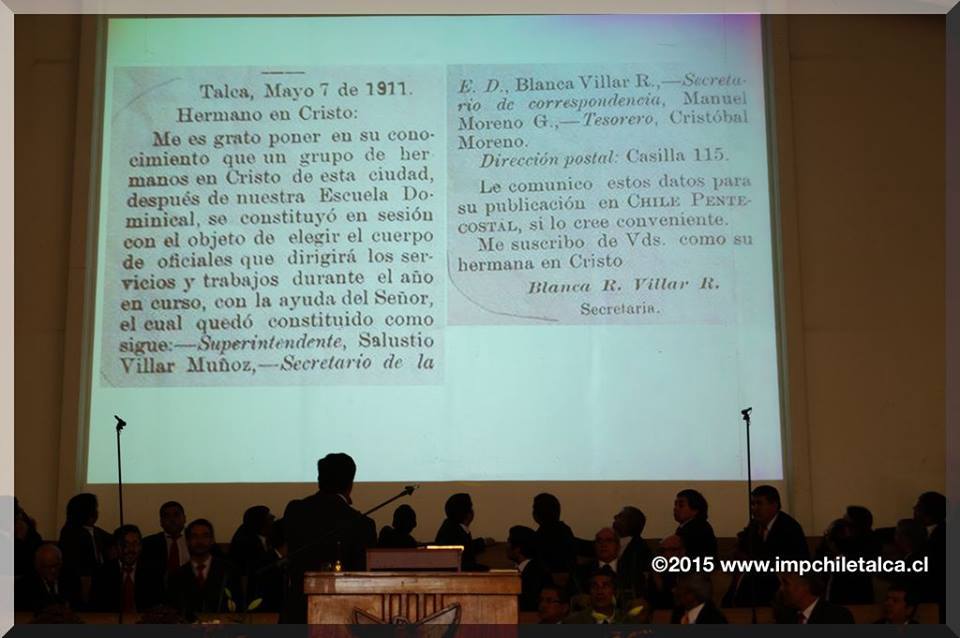 Talca, Mayo 7 de 1911.
Hermano en Cristo:
Me es grato poner en su cono-
cimiento que un grupo de her-
manos en Cristo de esta ciudad,
después de nuestra Escuela Do-
minical, se constituyó en sesión
con el objeto de elegir el cuerpo
de oficiales que dirigirá los ser-
vicios y trabajos durante el año
en curso, con la ayuda del Señor,
el cual quedó constituido como
sigue:—Superintendente, Salustio
Villar Muñoz,—Secretario de la
E. D., Blanca Villar R.,—Secreta-
rio de correspondencia, Manuel
Moreno G.,—Tesorero, Cristóbal
Moreno.
Dirección postal: Casilla 115.
Le comunico estos datos para
su publicación en CHILE PENTE-
COSTAL, si lo cree conveniente.
Me suscribo de Vds. como su
hermana en Cristo
Blanca R. Villar R.
Secretaria.
©2015 www.impchiletalca.cl